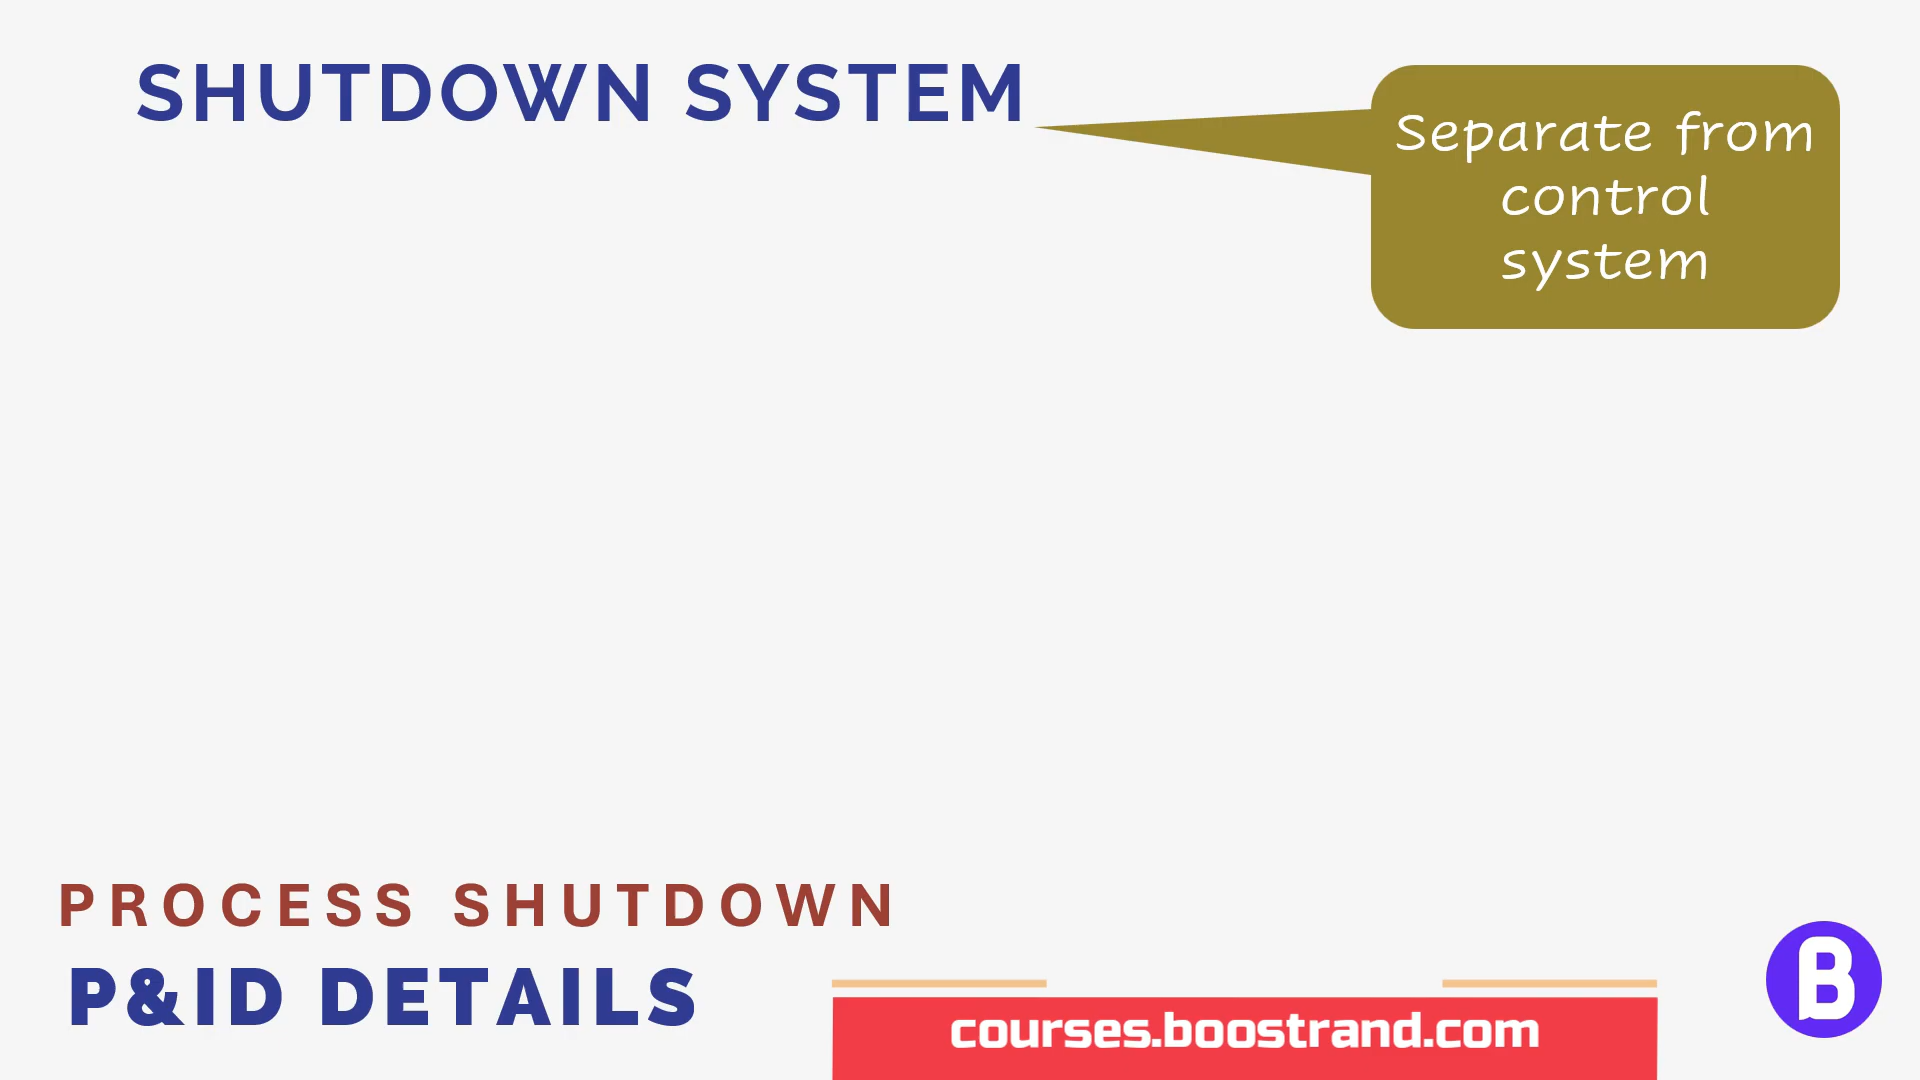 SHUTDOWN SYSTEM
Separate from
control
system
PROCESS SHUTDOWN
P&ID DETAILS
courses.boostrand.com
B